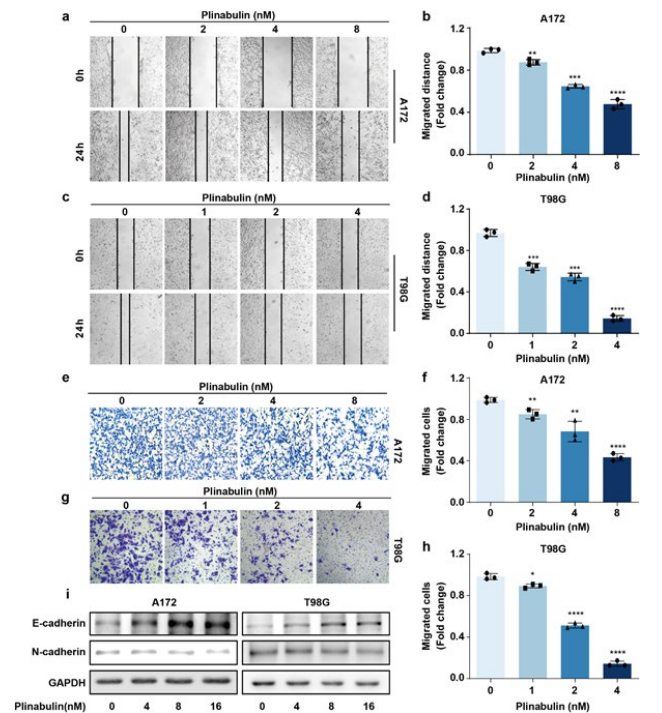 a
Plinabulin (nM)
0 2 4 8
0h
24h
A172
b
A172
Migrated distance
(Fold change)
1.2
0.8
0.4
0.0
** *** ****
0 2 4 8
Plinabulin (nM)
c
Plinabulin (nM)
0 1 2 4
0h
24h
T98G
d
T98G
Migrated distance
(Fold change)
1.2
0.8
0.4
0.0
*** *** ****
0 1 2 4
Plinabulin (nM)
e
Plinabulin (nM)
0 2 4 8
A172
f
A172
Migrated cells
(Fold change)
1.2
0.8
0.4
0.0
** ** ****
0 2 4 8
Plinabulin (nM)
g
Plinabulin (nM)
0 1 2 4
T98G
h
T98G
Migrated cells
(Fold change)
1.2
0.8
0.4
0.0
* **** ****
0 1 2 4
Plinabulin (nM)
i
A172 T98G
E-cadherin
N-cadherin
GAPDH
Plinabulin(nM) 0 4 8 16 0 4 8 16